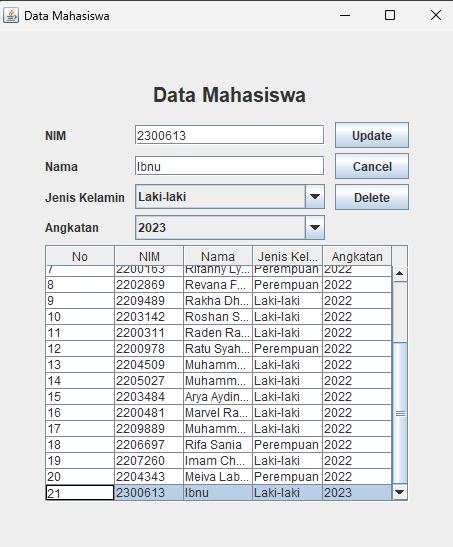 Data Mahasiswa
Data Mahasiswa
NIM 2300613 Update
Nama Ibnu Cancel
Jenis Kelamin Laki-laki Delete
Angkatan 2023
No NIM Nama Jenis Kel... Angkatan
7 2200163 Rifanny Ly... Perempuan 2022
8 2202869 Revana F... Perempuan 2022
9 2209489 Rakha Dh... Laki-laki 2022
10 2203142 Roshan S... Laki-laki 2022
11 2200311 Raden Ra... Laki-laki 2022
12 2200978 Ratu Syah... Perempuan 2022
13 2204509 Muhamm... Laki-laki 2022
14 2205027 Muhamm... Laki-laki 2022
15 2203484 Arya Aydin... Laki-laki 2022
16 2200481 Marvel Ra... Laki-laki 2022
17 2209889 Muhamm... Laki-laki 2022
18 2206697 Rifa Sania Perempuan 2022
19 2207260 Imam Ch... Laki-laki 2022
20 2204343 Meiva Lab... Perempuan 2022
21 2300613 Ibnu Laki-laki 2023